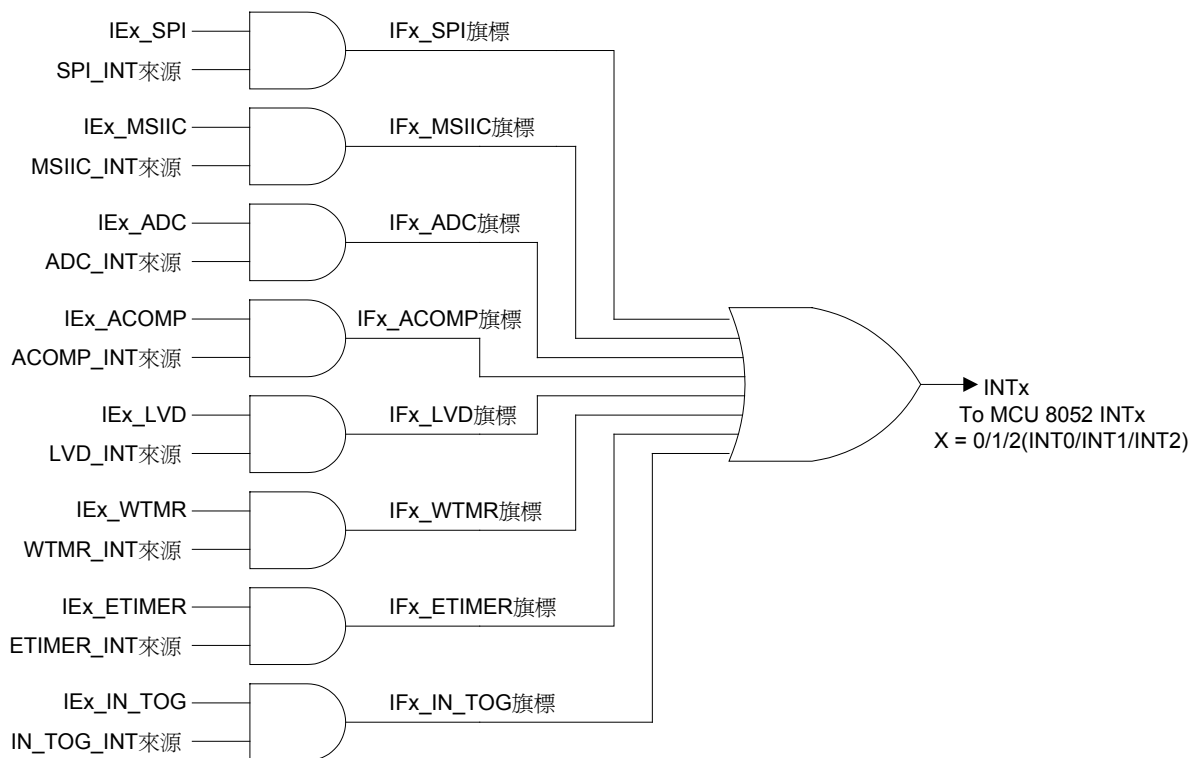 IEx_SPI
IFx_SPI旗標
SPI_INT來源
IEx_MSIIC
IFx_MSIIC旗標
MSIIC_INT來源
IEx_ADC
IFx_ADC旗標
ADC_INT來源
IEx_ACOMP
IFx_ACOMP旗標
ACOMP_INT來源
IEx_LVD
IFx_LVD旗標
LVD_INT來源
IEx_WTMR
IFx_WTMR旗標
WTMR_INT來源
IEx_ETIMER
IFx_ETIMER旗標
ETIMER_INT來源
IEx_IN_TOG
IFx_IN_TOG旗標
IN_TOG_INT來源
INTx
To MCU 8052 INTx
X = 0/1/2(INT0/INT1/INT2)